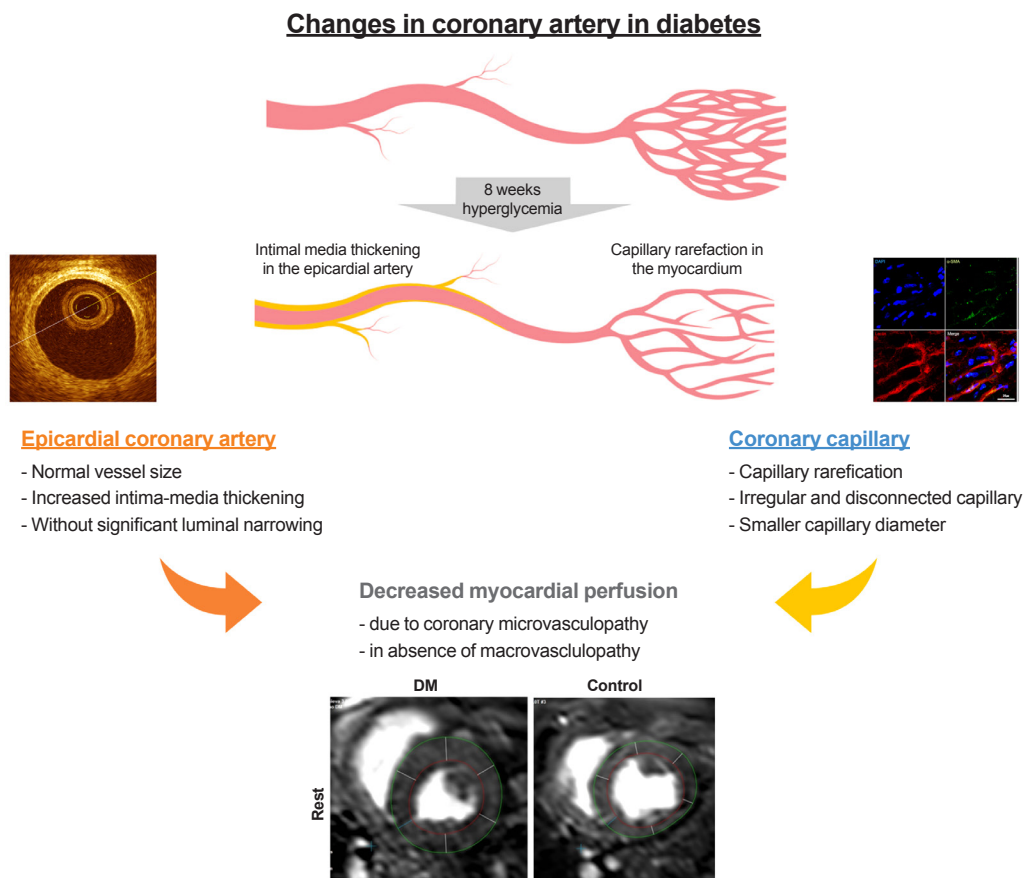 Changes in coronary artery in diabetes
8 weeks
hyperglycemia
Intimal media thickening
in the epicardial artery
Capillary rarefaction in
the myocardium
DAPI
α-SMA
Merge
Epicardial coronary artery
- Normal vessel size
- Increased intima-media thickening
- Without significant luminal narrowing
Coronary capillary
- Capillary rarefication
- Irregular and disconnected capillary
- Smaller capillary diameter
Decreased myocardial perfusion
- due to coronary microvasculopathy
- in absence of macrovasclulopathy
DM
Control
Rest